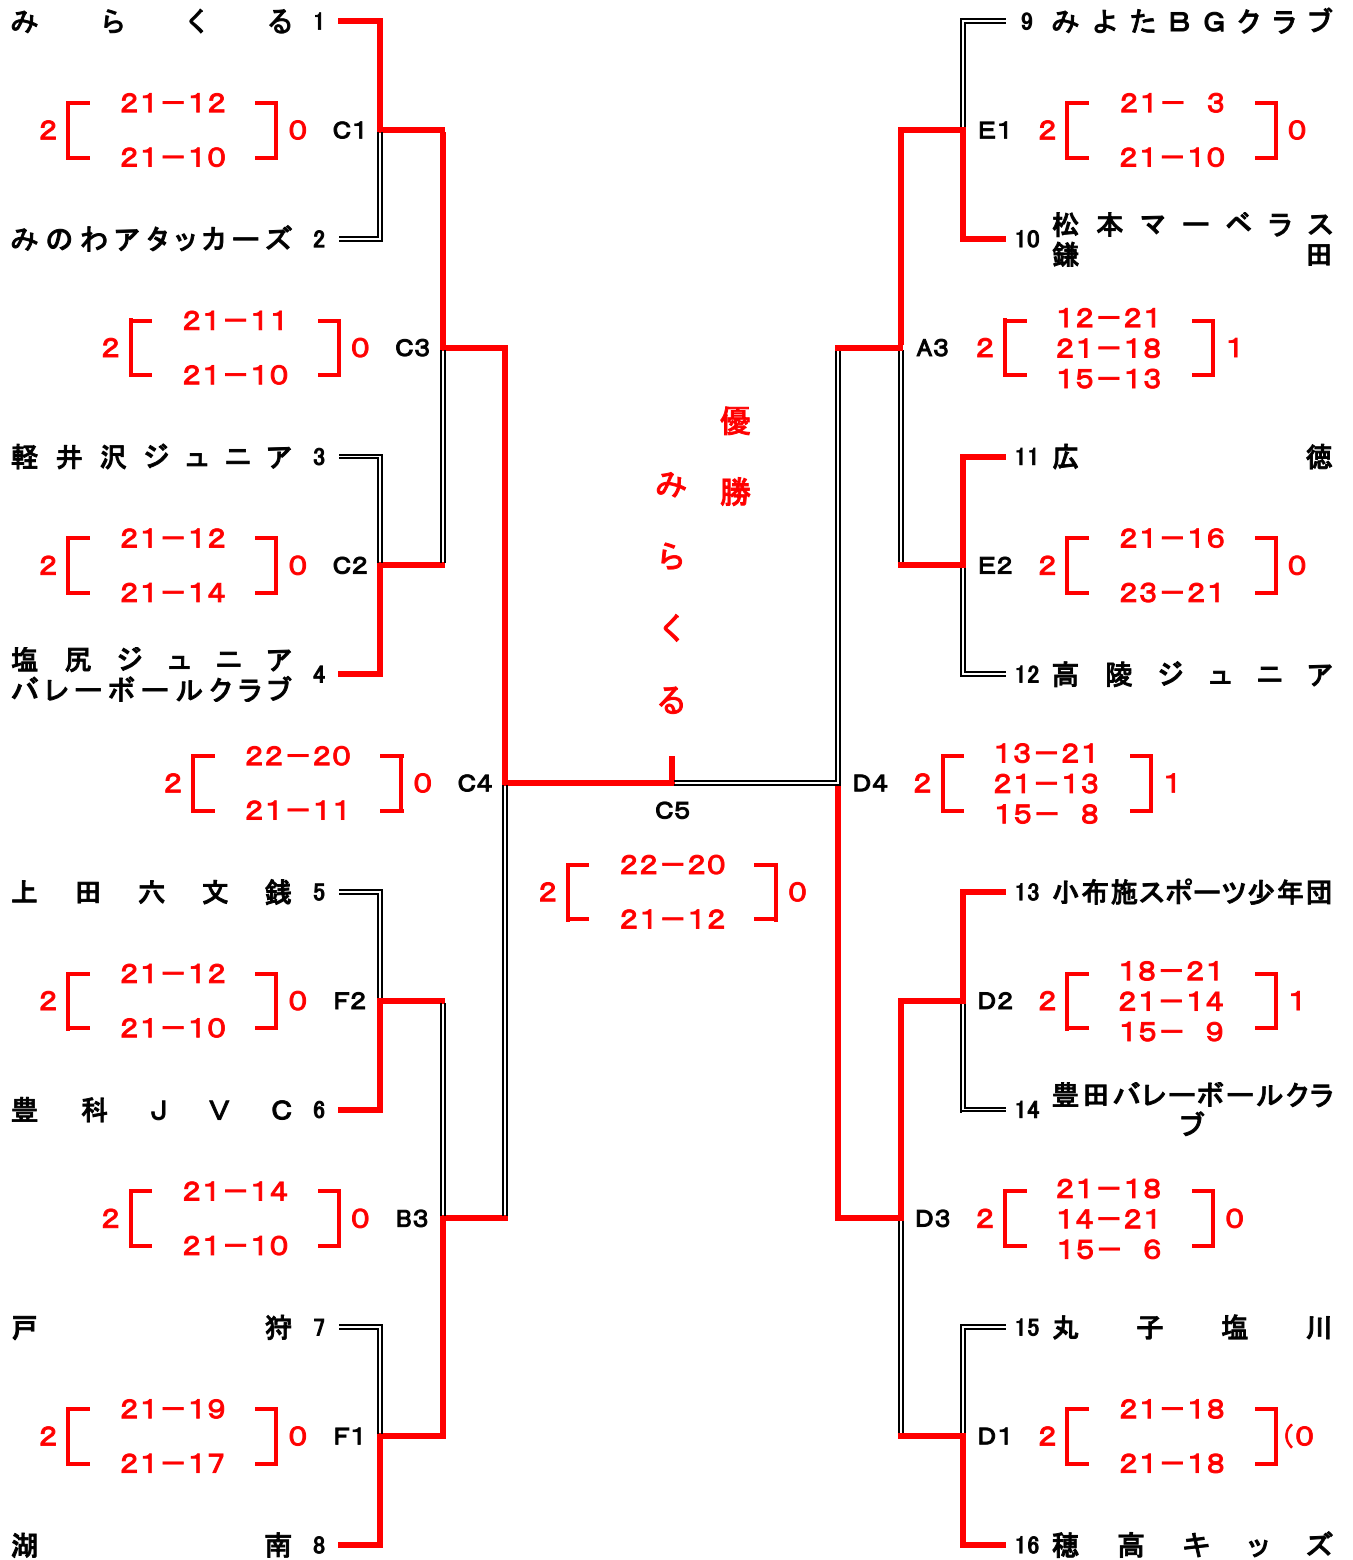 みらくる 1
21－12
2 0 C1
21－10
みのわアタッカーズ 2
21－11
2 0 C3
21－10
軽井沢ジュニア 3
21－12
2 0 C2
21－14
塩尻ジュニア
バレーボールクラブ 4
22－20
2 0 C4
21－11
上田六文銭 5
21－12
2 0 F2
21－10
豊科ＪＶＣ 6
21－14
2 0 B3
21－10
戸狩 7
21－19
2 0 F1
21－17
湖南 8
優勝
みらくる
C5
22－20
2 0
21－12
9 みよたＢＧクラブ
21－ 3
E1 2 0
21－10
10 松本マーベラス
鎌田
12－21
A3 2 21－18 1
15－13
11 広徳
21－16
E2 2 0
23－21
12 高陵ジュニア
13－21
D4 2 21－13 1
15－ 8
13 小布施スポーツ少年団
18－21
D2 2 21－14 1
15－ 9
14 豊田バレーボールクラ
ブ
21－18
D3 2 14－21 0
15－ 6
15 丸子塩川
21－18
D1 2 (0
21－18
16 穂高キッズ